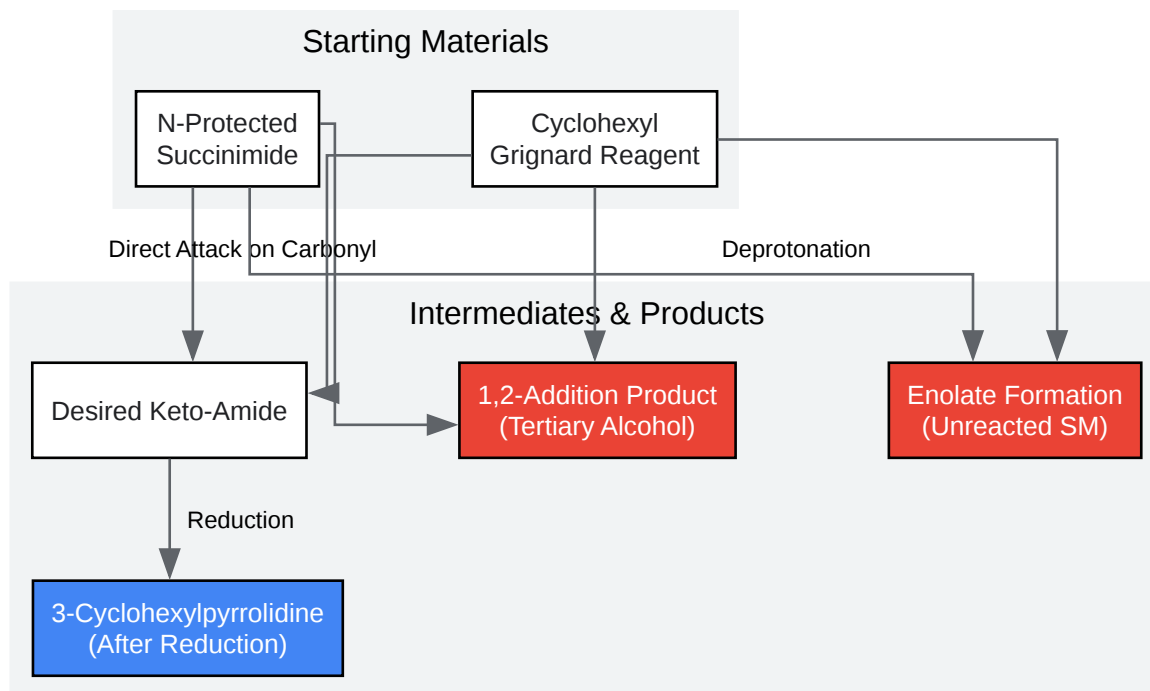 Starting Materials
N-Protected
Succinimide
Cyclohexyl
Grignard Reagent
Direct Attack on Carbonyl
Deprotonation
Intermediates & Products
Desired Keto-Amide
1,2-Addition Product
(Tertiary Alcohol)
Enolate Formation
(Unreacted SM)
Reduction
3-Cyclohexylpyrrolidine
(After Reduction)